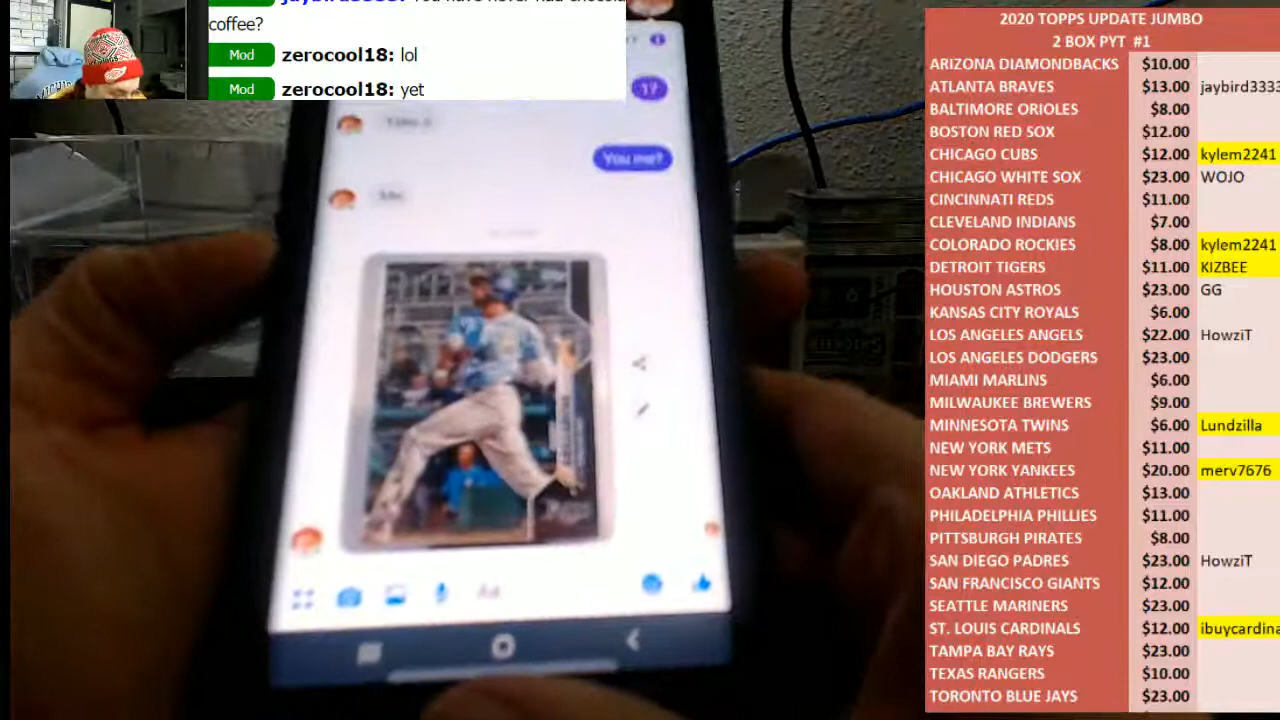 coffee?
Mod zerocool18: lol
Mod zerocool18: yet
You me?
Aa
2020 TOPPS UPDATE JUMBO
2 BOX PYT #1
ARIZONA DIAMONDBACKS $10.00
ATLANTA BRAVES $13.00 jaybird3333
BALTIMORE ORIOLES $8.00
BOSTON RED SOX $12.00
CHICAGO CUBS $12.00 kylem2241
CHICAGO WHITE SOX $23.00 WOJO
CINCINNATI REDS $11.00
CLEVELAND INDIANS $7.00
COLORADO ROCKIES $8.00 kylem2241
DETROIT TIGERS $11.00 KIZBEE
HOUSTON ASTROS $23.00 GG
KANSAS CITY ROYALS $6.00
LOS ANGELES ANGELS $22.00 HowziT
LOS ANGELES DODGERS $23.00
MIAMI MARLINS $6.00
MILWAUKEE BREWERS $9.00
MINNESOTA TWINS $6.00 Lundzilla
NEW YORK METS $11.00
NEW YORK YANKEES $20.00 merv7676
OAKLAND ATHLETICS $13.00
PHILADELPHIA PHILLIES $11.00
PITTSBURGH PIRATES $8.00
SAN DIEGO PADRES $23.00 HowziT
SAN FRANCISCO GIANTS $12.00
SEATTLE MARINERS $23.00
ST. LOUIS CARDINALS $12.00 ibuycardina
TAMPA BAY RAYS $23.00
TEXAS RANGERS $10.00
TORONTO BLUE JAYS $23.00